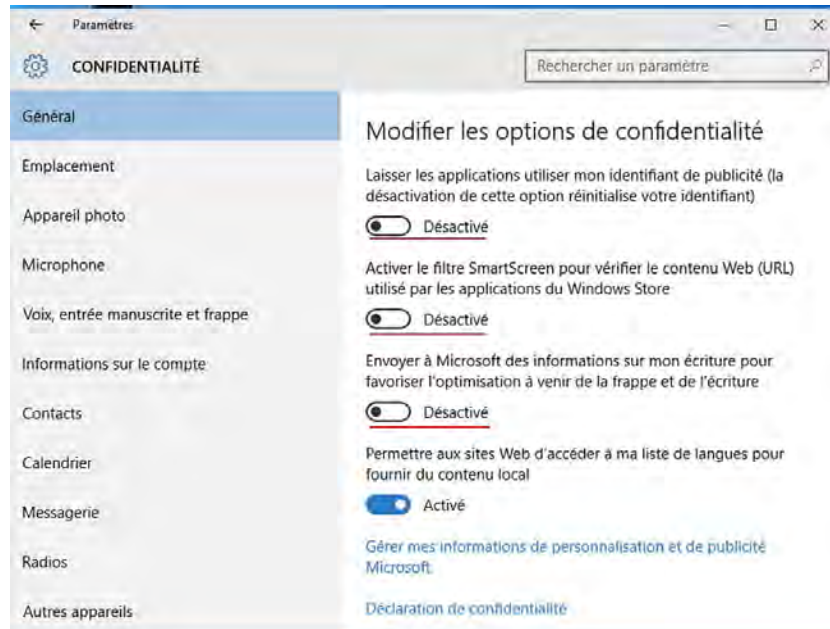 Paramètres
CONFIDENTIALITÉ
Rechercher un paramètre
Général
Emplacement
Appareil photo
Microphone
Voix, entrée manuscrite et frappe
Informations sur le compte
Contacts
Calendrier
Messagerie
Radios
Autres appareils
Modifier les options de confidentialité
Laisser les applications utiliser mon identifiant de publicité (la
désactivation de cette option réinitialise votre identifiant)
Désactivé
Activer le filtre SmartScreen pour vérifier le contenu Web (URL)
utilisé par les applications du Windows Store
Désactivé
Envoyer à Microsoft des informations sur mon écriture pour
favoriser l'optimisation à venir de la frappe et de l'écriture
Désactivé
Permettre aux sites Web d'accéder à ma liste de langues pour
fournir du contenu local
Activé
Gérer mes informations de personnalisation et de publicité
Microsoft
Déclaration de confidentialité